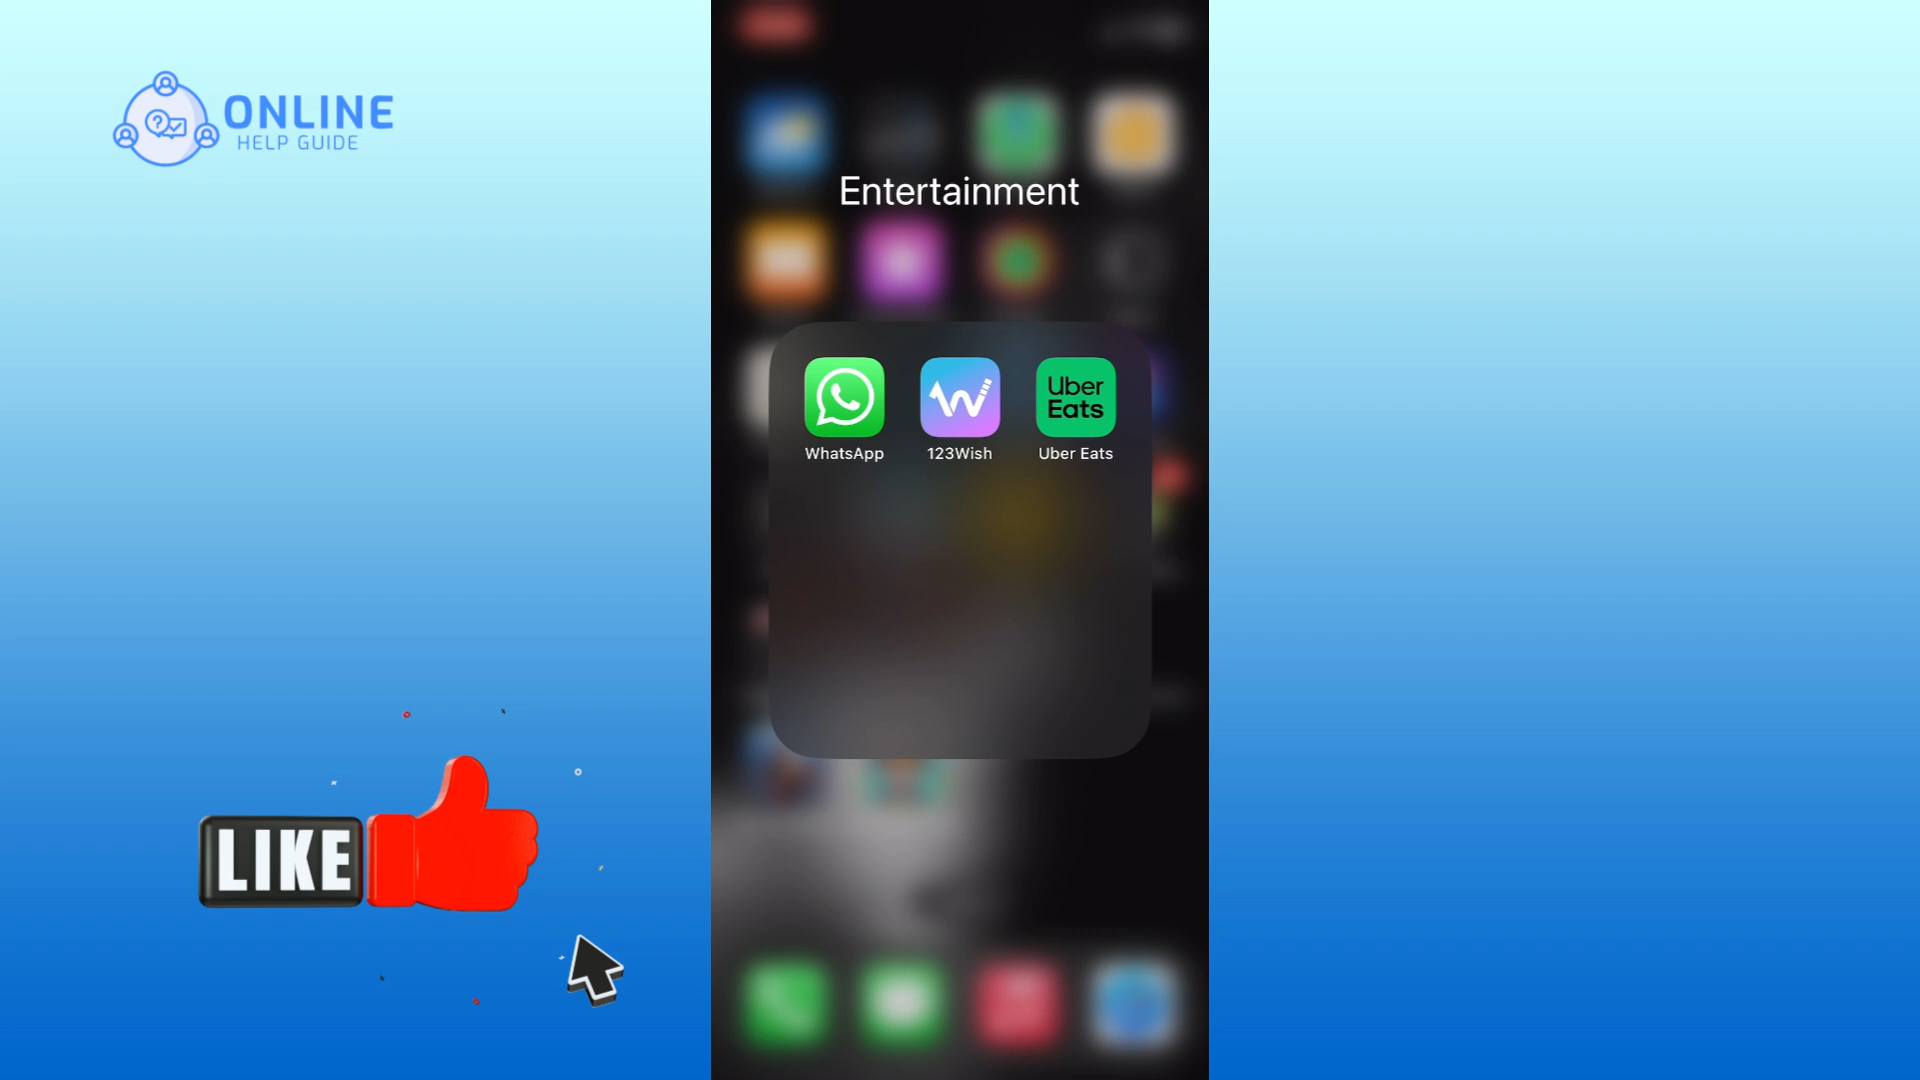 ONLINE
HELP GUIDE
Entertainment
Uber
Eats
WhatsApp
123Wish
Uber Eats
LIKE